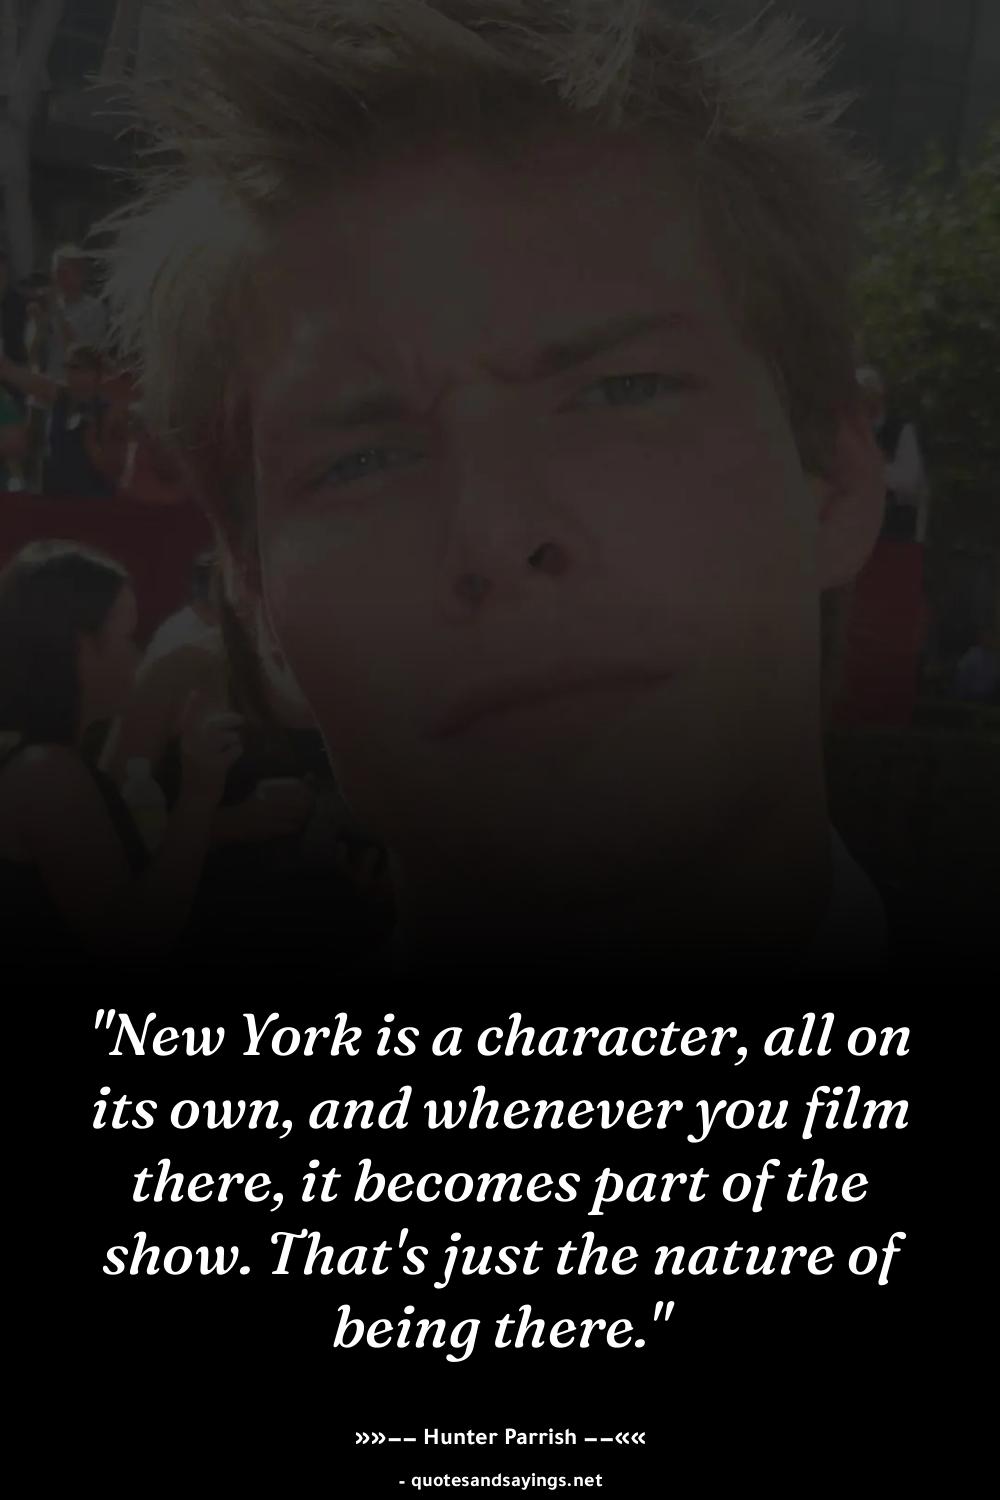 "New York is a character, all on
its own, and whenever you film
there, it becomes part of the
show. That's just the nature of
being there."
»»−− Hunter Parrish −−««
- quotesandsayings.net